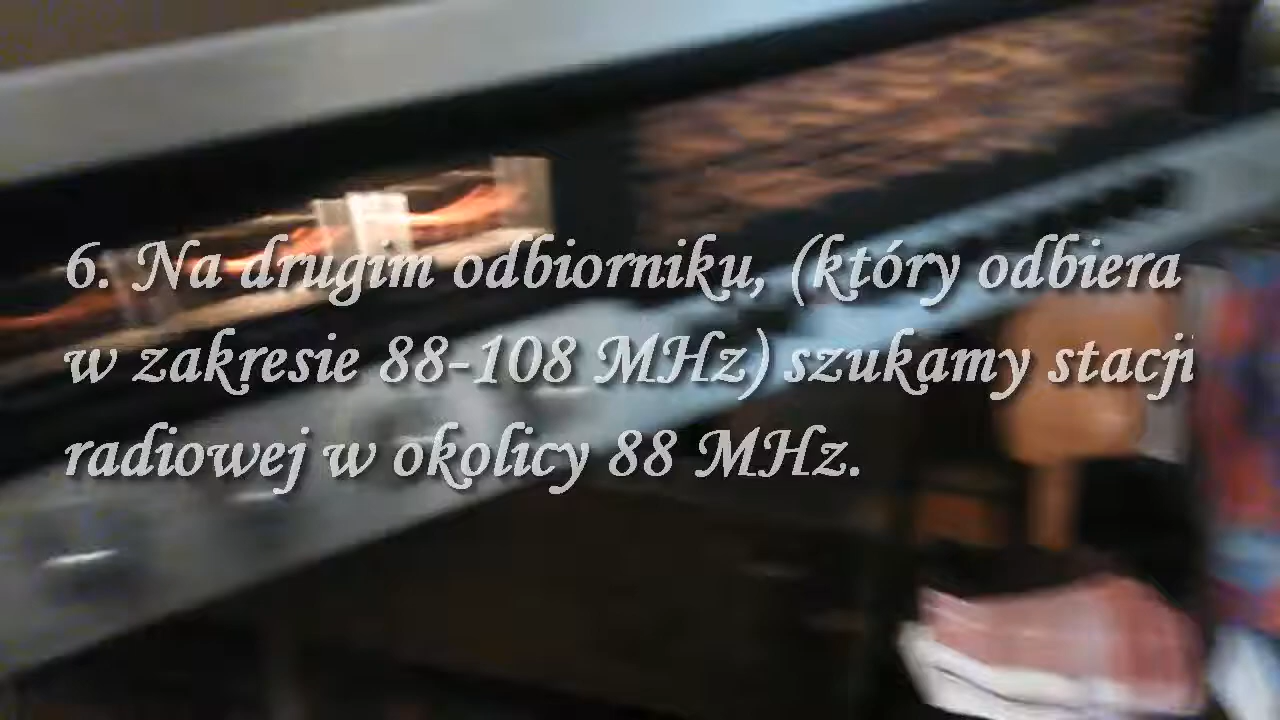 6. Na drugim odbiorniku, (który odbiera
w zakresie 88-108 MHz) szukamy stacji
radiowej w okolicy 88 MHz.